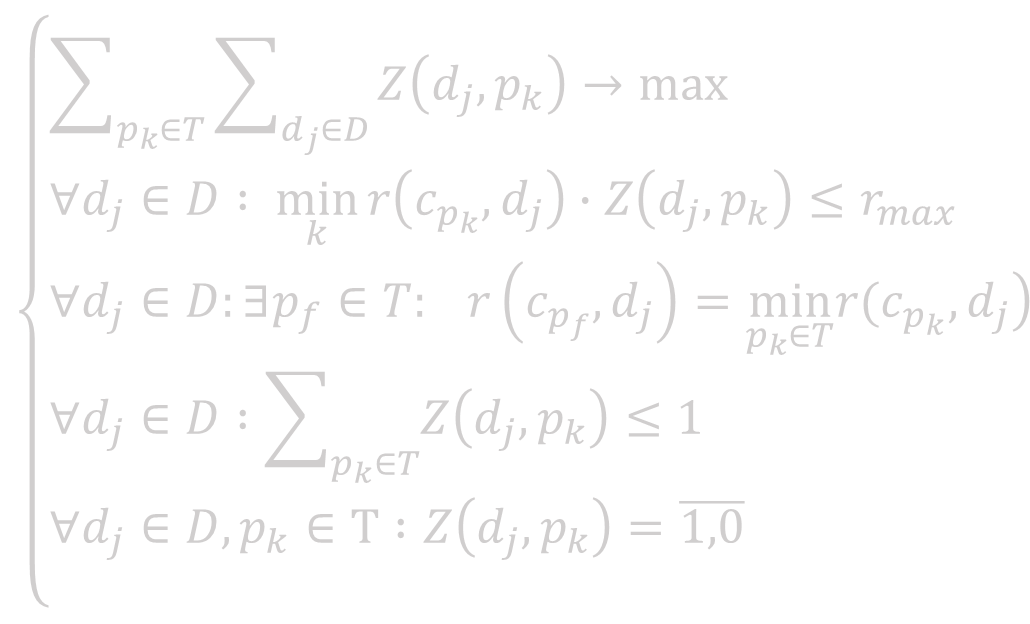 ∑_{p_k∈T} ∑_{d_j∈D} Z(d_j, p_k) → max
∀d_j ∈ D : min_k r(c_{p_k}, d_j) · Z(d_j, p_k) ≤ r_{max}
∀d_j ∈ D: ∃p_f ∈ T: r(c_{p_f}, d_j) = min_{p_k∈T} r(c_{p_k}, d_j)
∀d_j ∈ D : ∑_{p_k∈T} Z(d_j, p_k) ≤ 1
∀d_j ∈ D, p_k ∈ T : Z(d_j, p_k) = \overline{1,0}